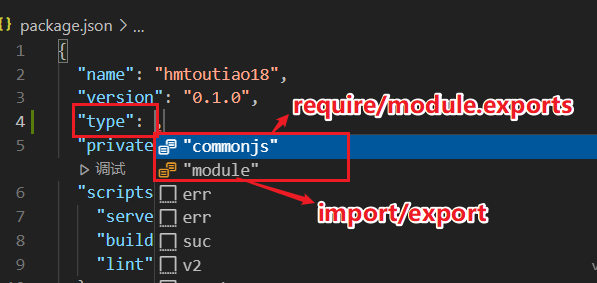 package.json > ...
1 {
2 "name": "hmtoutiao18",
3 "version": "0.1.0",
4 "type": ,
5 "private
调试
6 "scripts
7 "serve
8 "build
9 "lint"
"commonjs"
"module"
err
err
suc
v2
require/module.exports
import/export